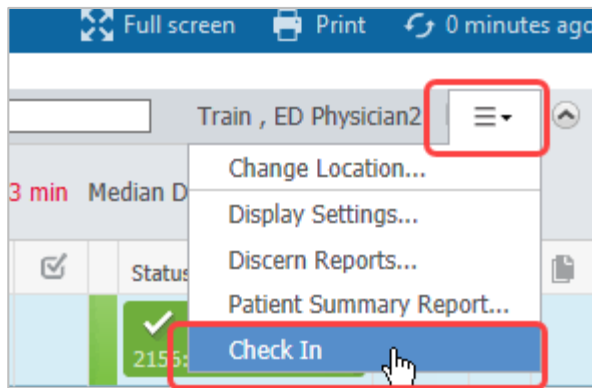 Full screen Print 0 minutes ago
Train , ED Physician2
Change Location...
3 min Median D
Display Settings...
Discern Reports...
Status
Patient Summary Report...
Check In
2156: